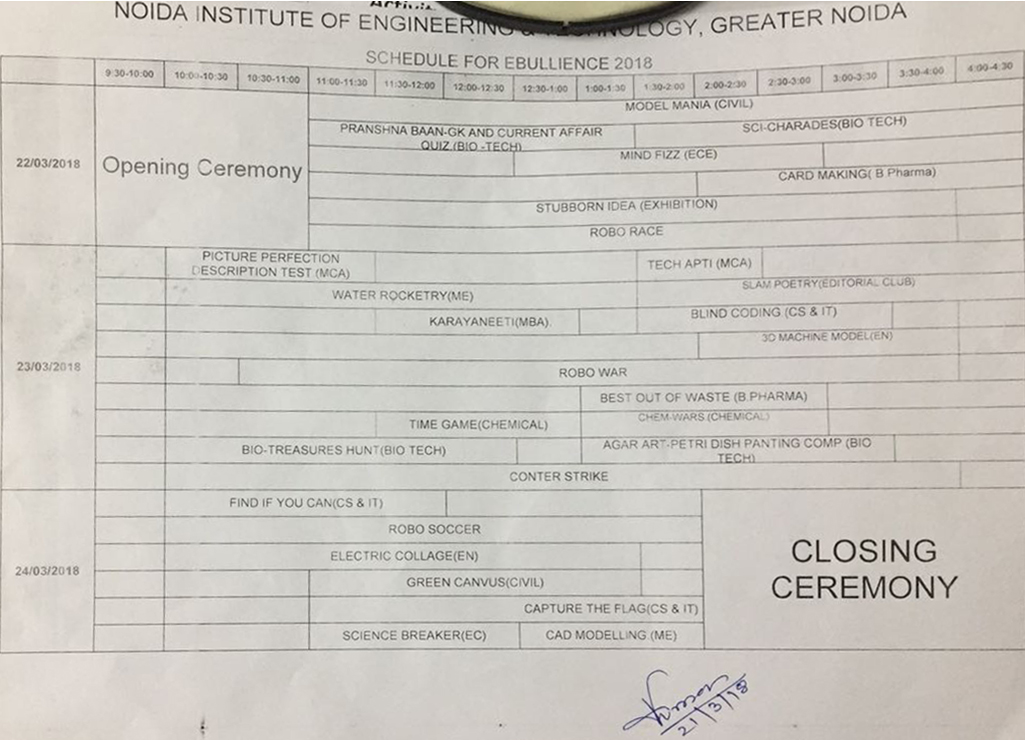 NOIDA INSTITUTE OF ENGINEERING & TECHNOLOGY, GREATER NOIDA
SCHEDULE FOR EBULLIENCE 2018
9:30-10:00 10:00-10:30 10:30-11:00 11:00-11:30 11:30-12:00 12:00-12:30 12:30-1:00 1:00-1:30 1:30-2:00 2:00-2:30 2:30-3:00 3:00-3:30 3:30-4:00 4:00-4:30
22/03/2018
Opening Ceremony
MODEL MANIA (CIVIL)
PRANSHNA BAAN-GK AND CURRENT AFFAIR
QUIZ (BIO -TECH)
SCI-CHARADES(BIO TECH)
MIND FIZZ (ECE)
CARD MAKING( B Pharma)
STUBBORN IDEA (EXHIBITION)
ROBO RACE
23/03/2018
PICTURE PERFECTION
DESCRIPTION TEST (MCA)
TECH APTI (MCA)
WATER ROCKETRY(ME)
SLAM POETRY(EDITORIAL CLUB)
KARAYANEETI(MBA)
BLIND CODING (CS & IT)
3D MACHINE MODEL(EN)
ROBO WAR
BEST OUT OF WASTE (B.PHARMA)
TIME GAME(CHEMICAL)
CHEM-WARS (CHEMICAL)
BIO-TREASURES HUNT(BIO TECH)
AGAR ART-PETRI DISH PANTING COMP (BIO
TECH)
CONTER STRIKE
24/03/2018
FIND IF YOU CAN(CS & IT)
ROBO SOCCER
ELECTRIC COLLAGE(EN)
GREEN CANVUS(CIVIL)
CAPTURE THE FLAG(CS & IT)
SCIENCE BREAKER(EC)
CAD MODELLING (ME)
CLOSING
CEREMONY
21/3/18